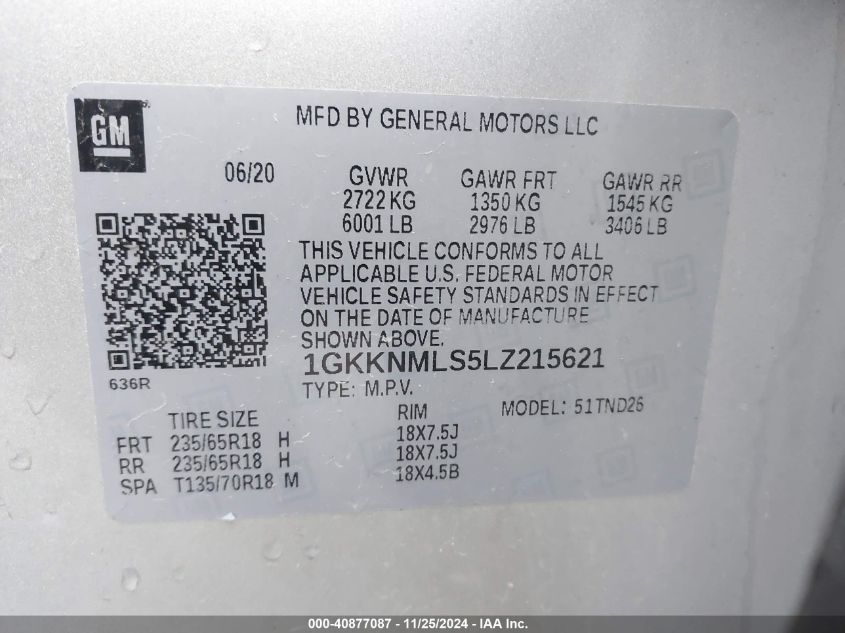 GM
MFD BY GENERAL MOTORS LLC
06/20 GVWR GAWR FRT GAWR RR
2722 KG 1350 KG 1545 KG
6001 LB 2976 LB 3406 LB
THIS VEHICLE CONFORMS TO ALL
APPLICABLE U.S. FEDERAL MOTOR
VEHICLE SAFETY STANDARDS IN EFFECT
ON THE DATE OF MANUFACTURE
SHOWN ABOVE.
1GKKNMLS5LZ215621
636R
TYPE: M.P.V.
TIRE SIZE RIM MODEL: 51TND26
FRT 235/65R18 H 18X7.5J
RR 235/65R18 H 18X7.5J
SPA T135/70R18 M 18X4.5B
000-40877087 - 11/25/2024 - IAA Inc.